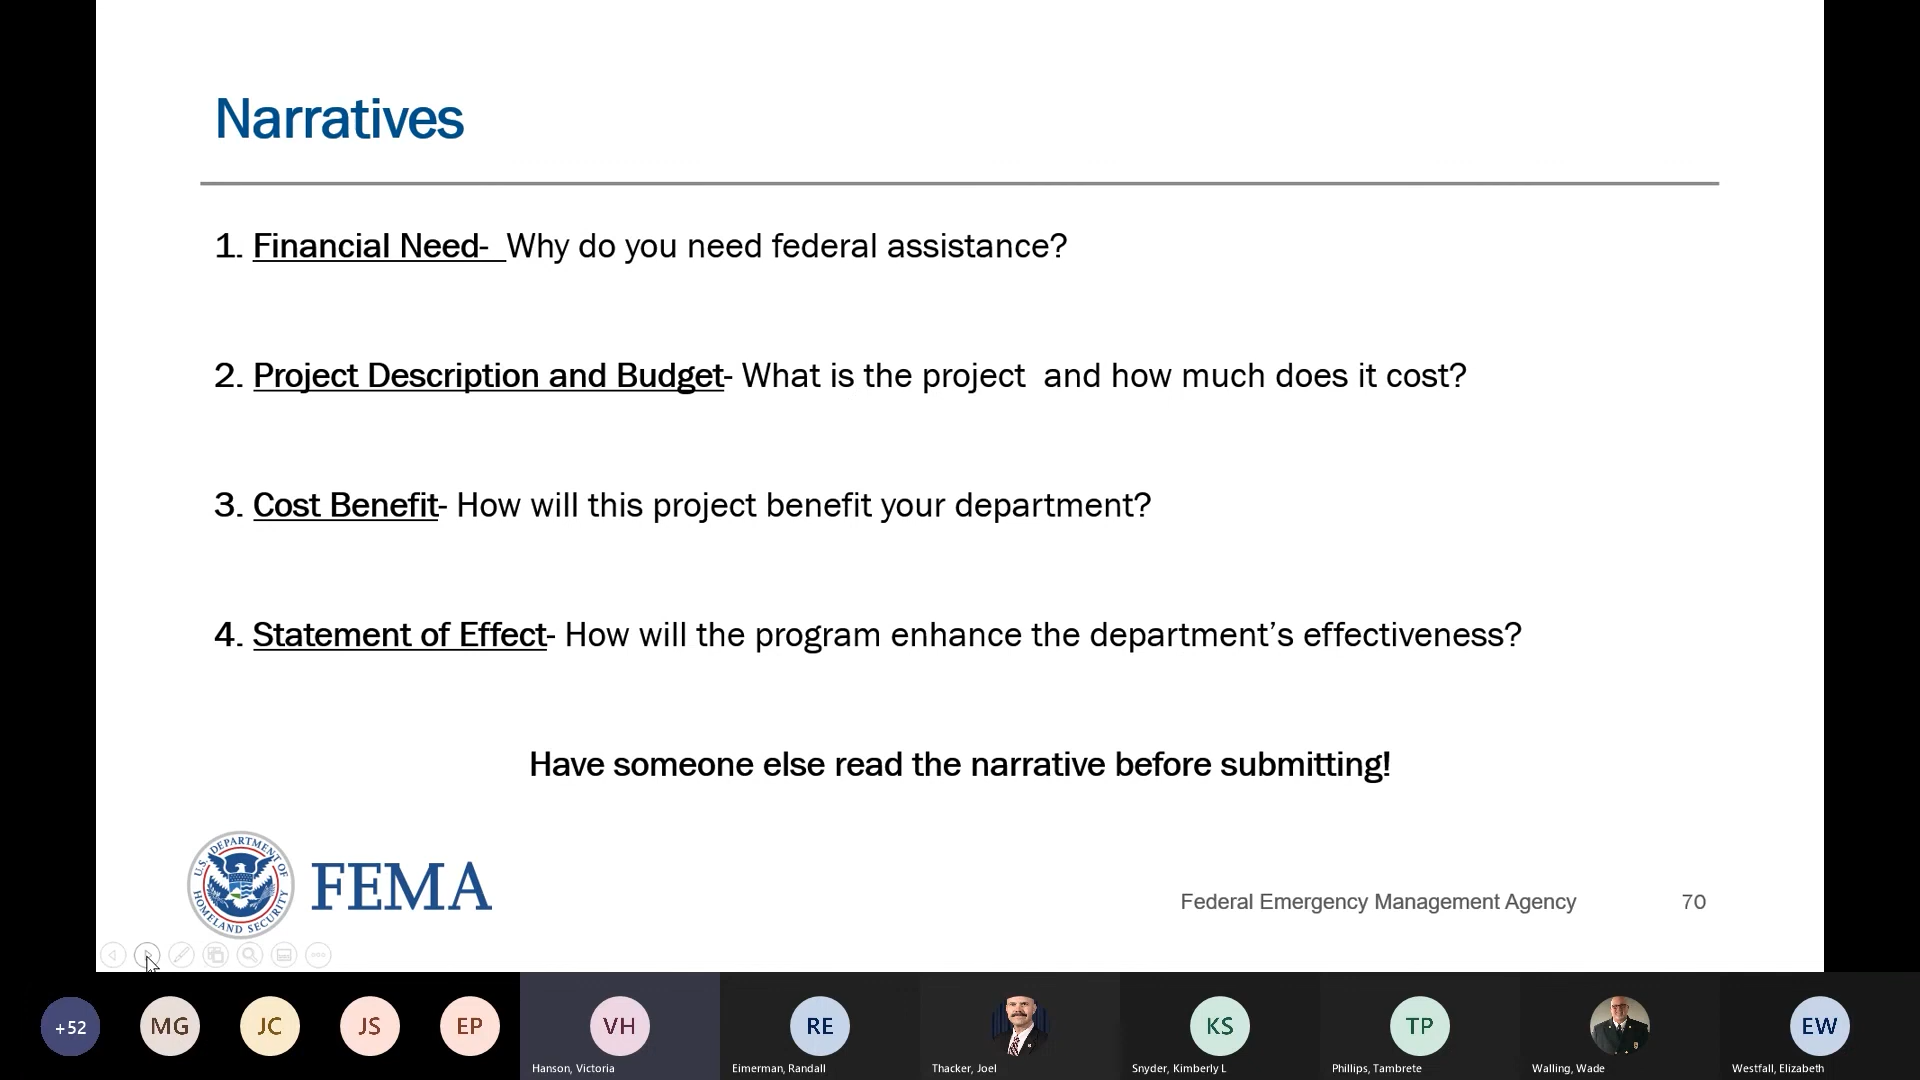 Narratives
1. Financial Need-  Why do you need federal assistance?
2. Project Description and Budget- What is the project  and how much does it cost?
3. Cost Benefit- How will this project benefit your department?
4. Statement of Effect- How will the program enhance the department’s effectiveness?
Have someone else read the narrative before submitting!
U.S. DEPARTMENT OF
HOMELAND SECURITY
FEMA
Federal Emergency Management Agency
70
+52
MG
JC
JS
EP
VH
RE
KS
TP
EW
Hanson, Victoria
Eimerman, Randall
Thacker, Joel
Snyder, Kimberly L
Phillips, Tambrete
Walling, Wade
Westfall, Elizabeth